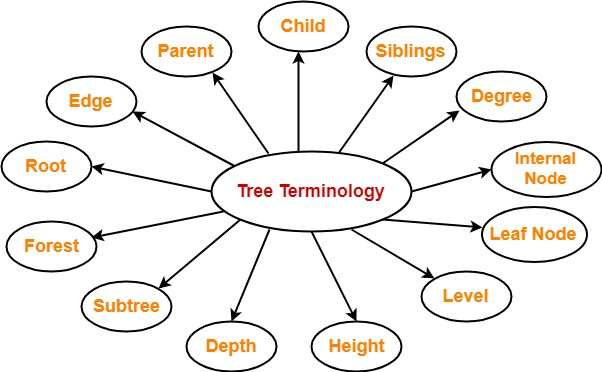 Child
Parent
Siblings
Edge
Degree
Root
Internal
Node
Tree Terminology
Forest
Leaf Node
Subtree
Level
Depth
Height